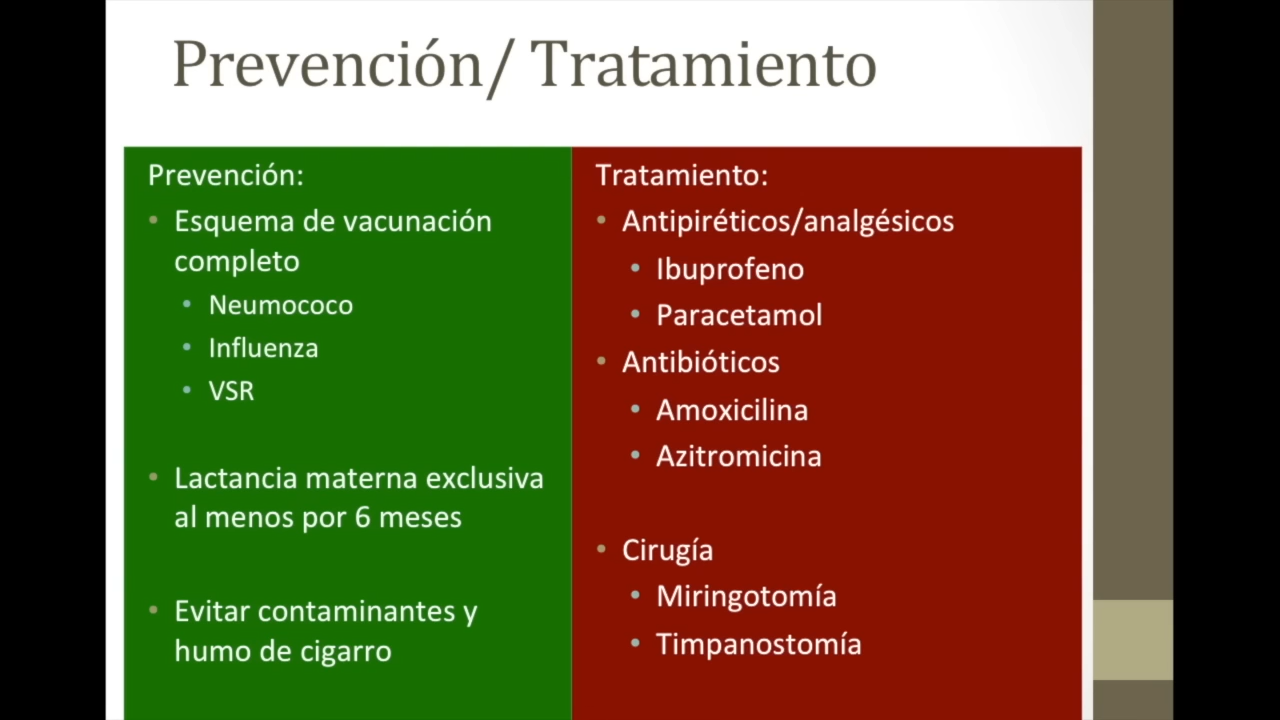 Prevención/ Tratamiento
Prevención:
• Esquema de vacunación
completo
• Neumococo
• Influenza
• VSR
• Lactancia materna exclusiva
al menos por 6 meses
• Evitar contaminantes y
humo de cigarro
Tratamiento:
• Antipiréticos/analgésicos
• Ibuprofeno
• Paracetamol
• Antibióticos
• Amoxicilina
• Azitromicina
• Cirugía
• Miringotomía
• Timpanostomía